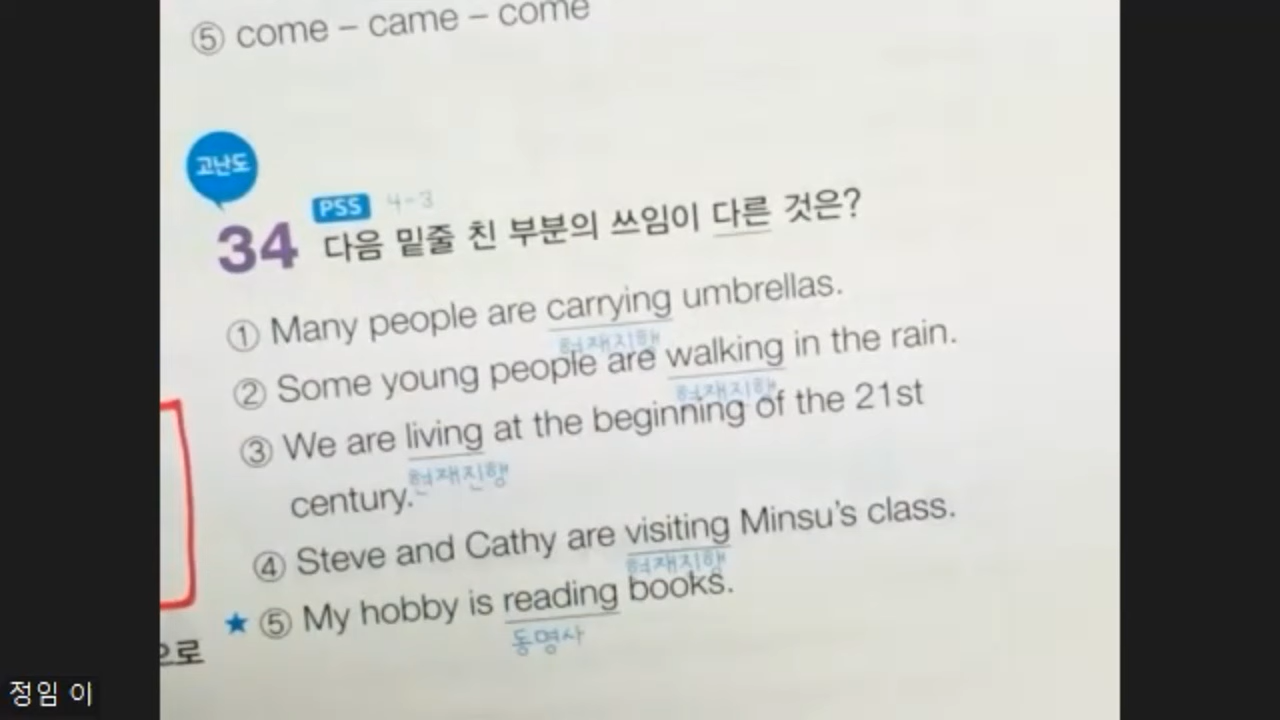 ⑤ come – came – come
고난도
PSS 4-3
34 다음 밑줄 친 부분의 쓰임이 다른 것은?
① Many people are carrying umbrellas.
현재진행
② Some young people are walking in the rain.
현재진행
③ We are living at the beginning of the 21st
현재진행
century.
④ Steve and Cathy are visiting Minsu's class.
현재진행
★ ⑤ My hobby is reading books.
동명사
으로
정임 이